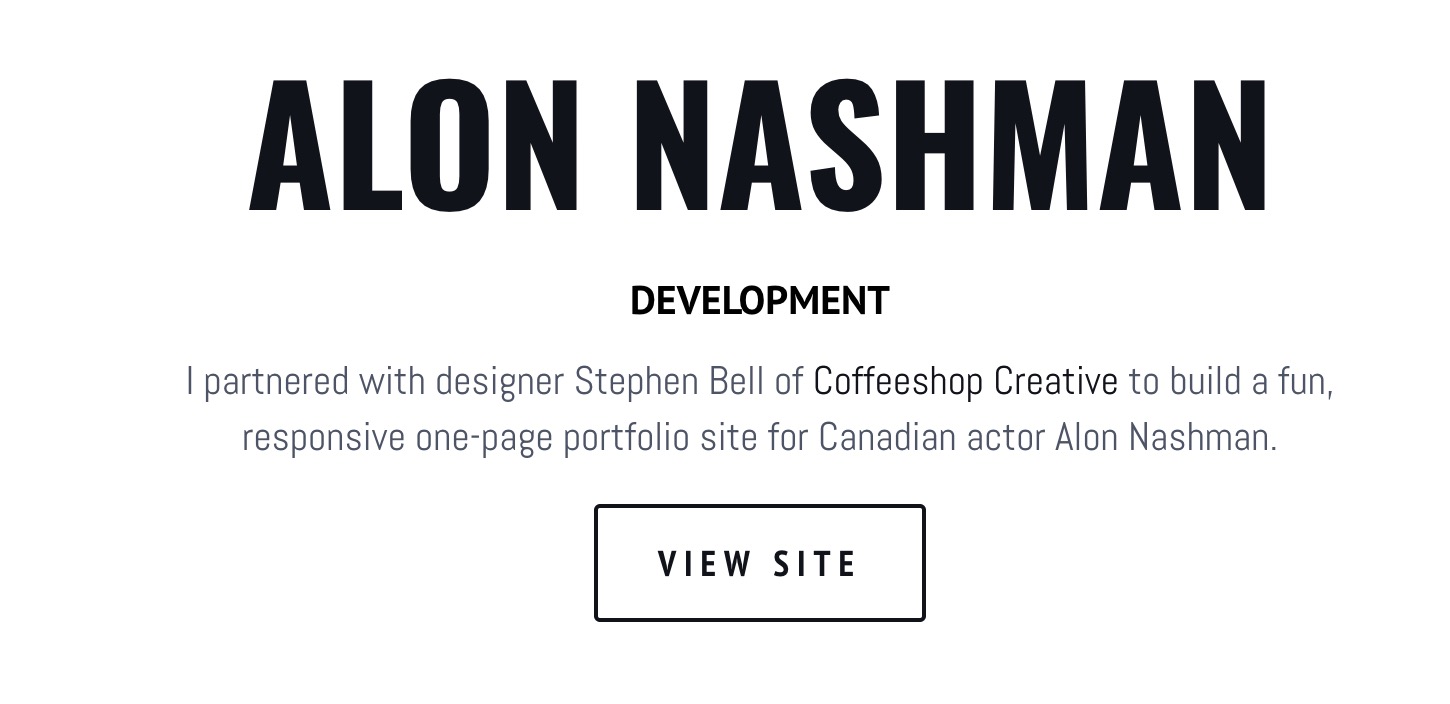 ALON NASHMAN
DEVELOPMENT
I partnered with designer Stephen Bell of Coffeeshop Creative to build a fun,
responsive one-page portfolio site for Canadian actor Alon Nashman.
VIEW SITE